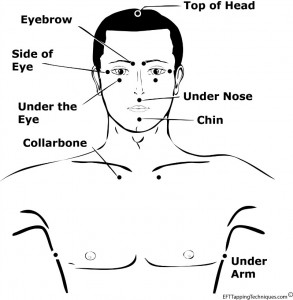 Top of Head
Eyebrow
Side of
Eye
Under the
Eye
Under Nose
Chin
Collarbone
Under
Arm
EFTTappingTechniques.com ©